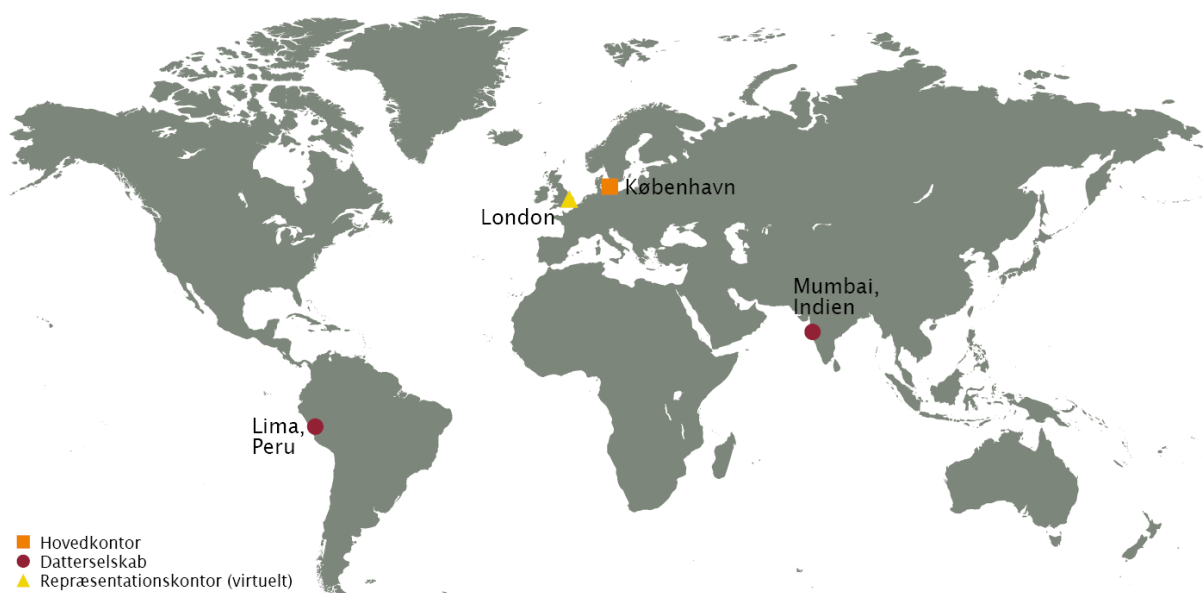 København
London
Mumbai,
Indien
Lima,
Peru
Hovedkontor
Datterselskab
Repræsentationskontor (virtuelt)